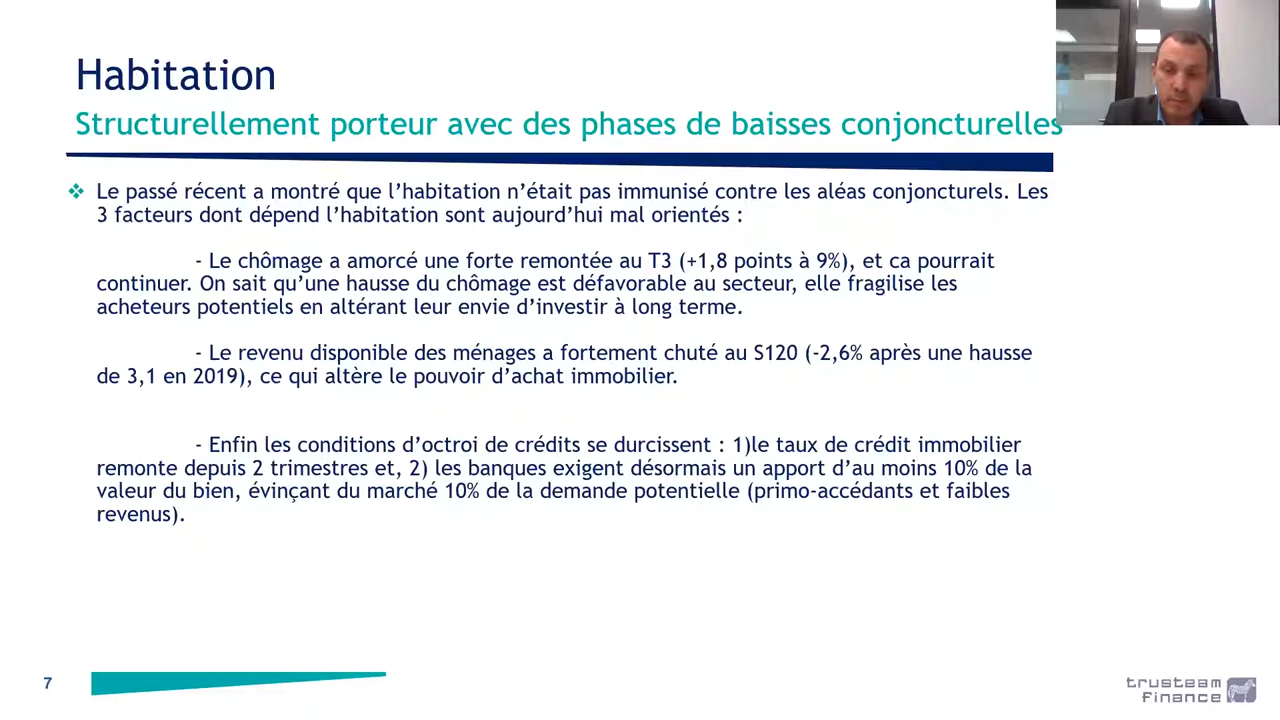 Habitation
Structurellement porteur avec des phases de baisses conjoncturelles
❖ Le passé récent a montré que l’habitation n’était pas immunisé contre les aléas conjoncturels. Les
3 facteurs dont dépend l’habitation sont aujourd’hui mal orientés :
- Le chômage a amorcé une forte remontée au T3 (+1,8 points à 9%), et ca pourrait
continuer. On sait qu’une hausse du chômage est défavorable au secteur, elle fragilise les
acheteurs potentiels en altérant leur envie d’investir à long terme.
- Le revenu disponible des ménages a fortement chuté au S120 (-2,6% après une hausse
de 3,1 en 2019), ce qui altère le pouvoir d’achat immobilier.
- Enfin les conditions d’octroi de crédits se durcissent : 1)le taux de crédit immobilier
remonte depuis 2 trimestres et, 2) les banques exigent désormais un apport d’au moins 10% de la
valeur du bien, évinçant du marché 10% de la demande potentielle (primo-accédants et faibles
revenus).
7
trusteam
finance